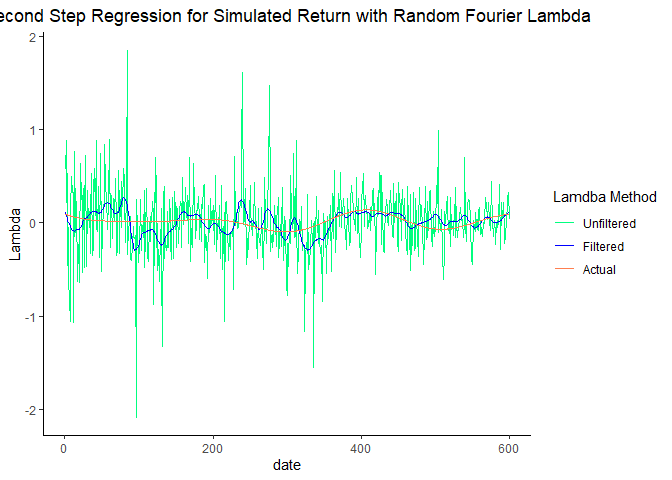 econd Step Regression for Simulated Return with Random Fourier Lambda
2
1
0
-1
-2
Lambda
0
200
400
600
date
Lamdba Method
Unfiltered
Filtered
Actual